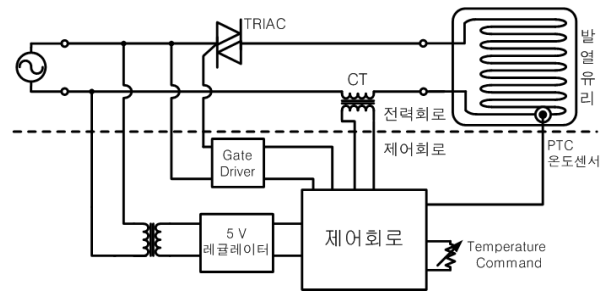 TRIAC
발열유리
CT
전력회로
제어회로
PTC
온도센서
Gate
Driver
5 V
레귤레이터
제어회로
Temperature
Command